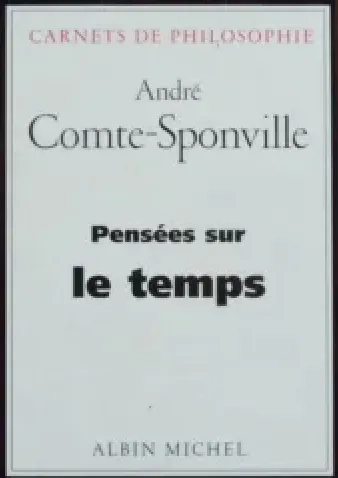 CARNETS DE PHILOSOPHIE
André
Comte-Sponville
Pensées sur
le temps
ALBIN MICHEL